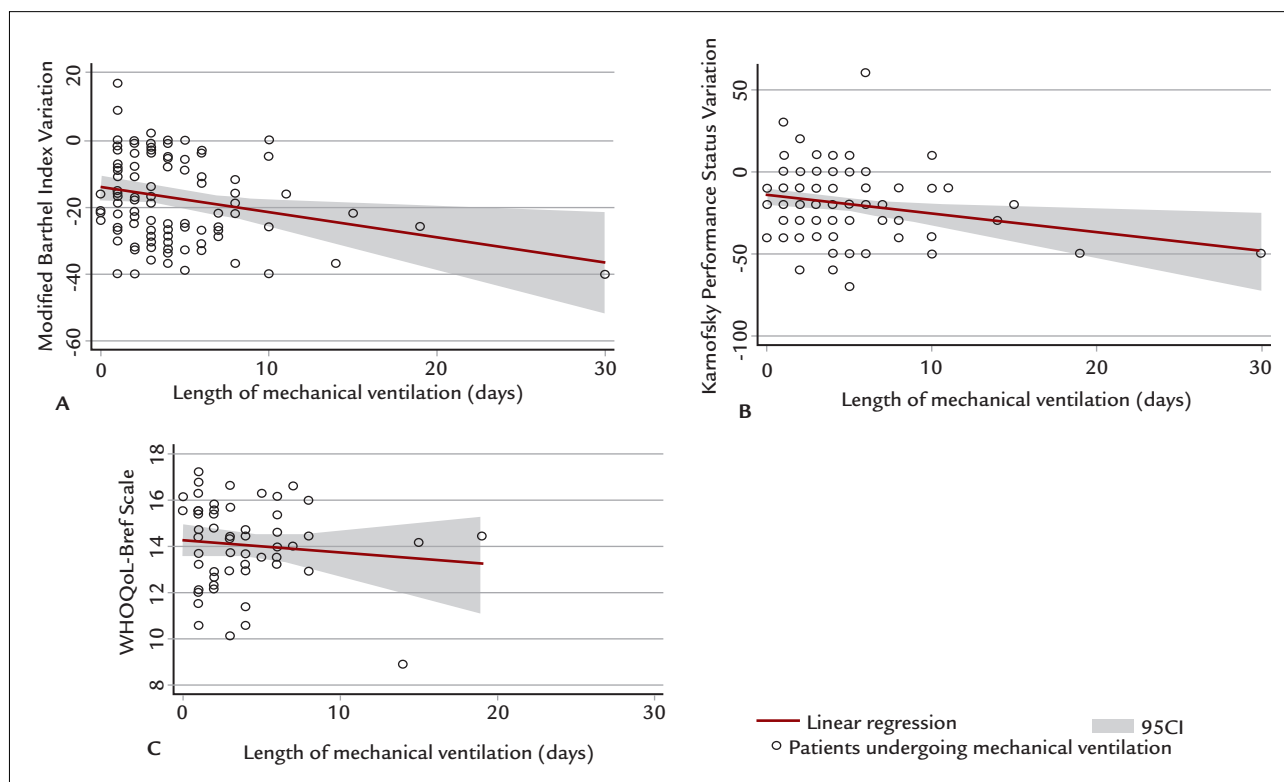 20
0
-20
-40
-60
Modified Barthel Index Variation
0 10 20 30
Length of mechanical ventilation (days)
A
50
0
-50
-100
Karnofsky Performance Status Variation
0 10 20 30
Length of mechanical ventilation (days)
B
18
16
14
12
10
8
WHOQoL-Bref Scale
0 10 20 30
Length of mechanical ventilation (days)
C
Linear regression
95CI
Patients undergoing mechanical ventilation